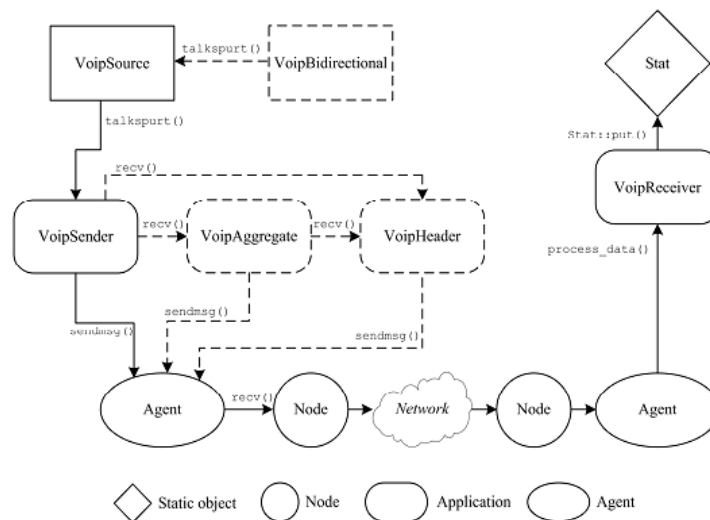 talkspurt()
VoipSource
VoipBidirectional
Stat
talkspurt()
Stat::put()
recv()
VoipReceiver
VoipSender
recv()
VoipAggregate
recv()
VoipHeader
process_data()
sendmsg()
sendmsg()
sendmsg()
Agent
recv()
Node
Network
Node
Agent
Static object
Node
Application
Agent